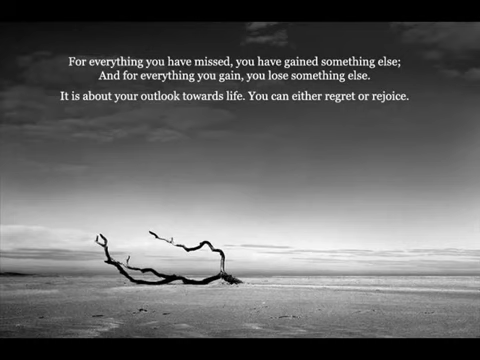 For everything you have missed, you have gained something else;
And for everything you gain, you lose something else.
It is about your outlook towards life. You can either regret or rejoice.